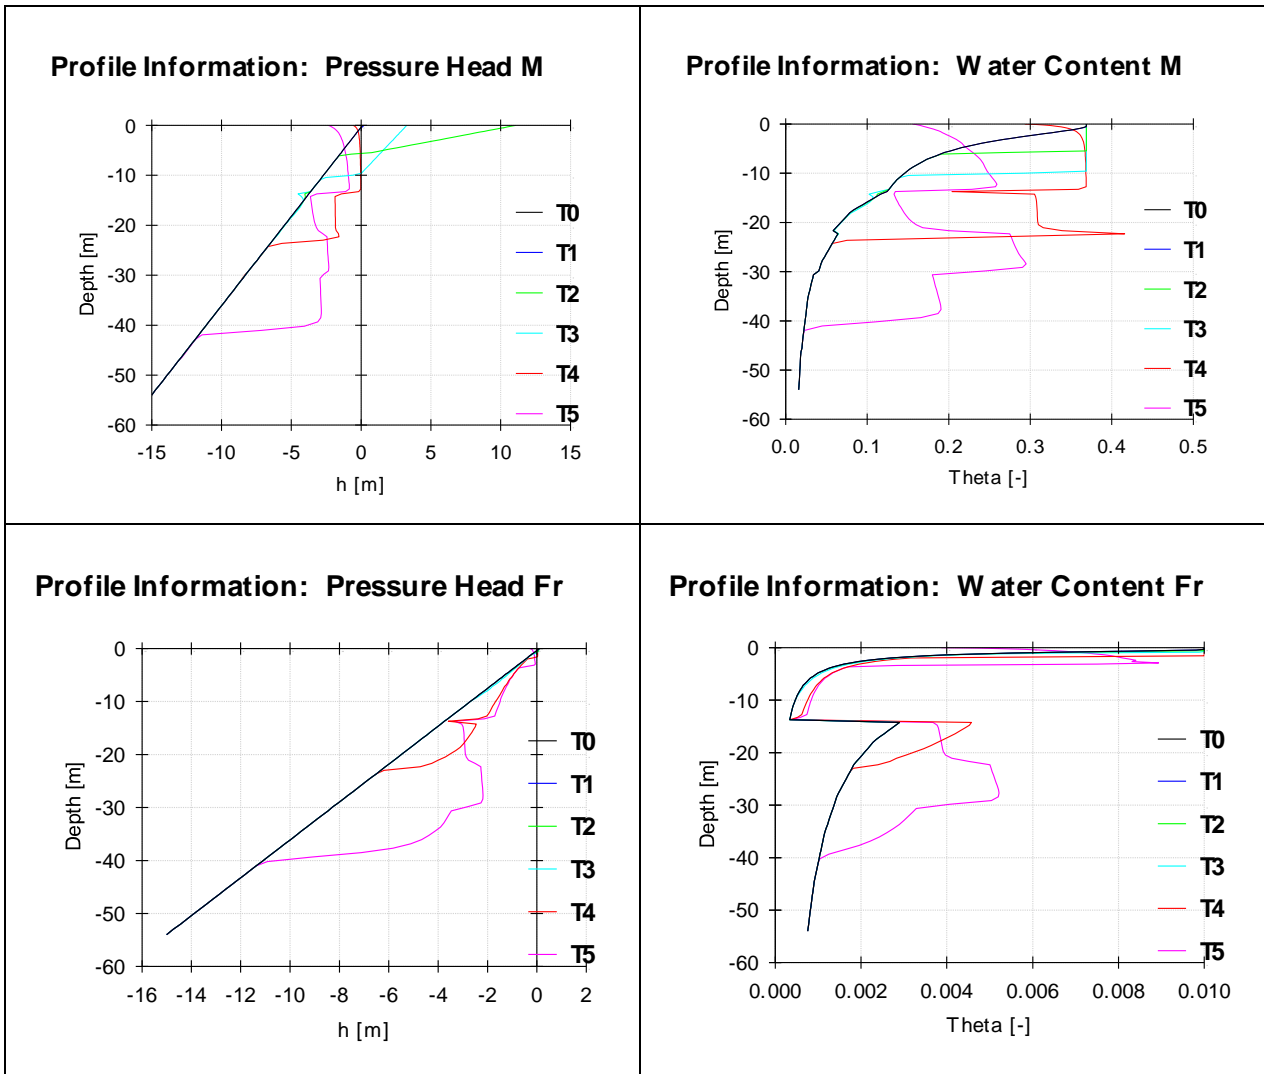 Profile Information: Pressure Head M
0
-10
-20
-30
-40
-50
-60
Depth [m]
-15 -10 -5 0 5 10 15
h [m]
T0
T1
T2
T3
T4
T5
Profile Information: Water Content M
0
-10
-20
-30
-40
-50
-60
Depth [m]
0.0 0.1 0.2 0.3 0.4 0.5
Theta [-]
T0
T1
T2
T3
T4
T5
Profile Information: Pressure Head Fr
0
-10
-20
-30
-40
-50
-60
Depth [m]
-16 -14 -12 -10 -8 -6 -4 -2 0 2
h [m]
T0
T1
T2
T3
T4
T5
Profile Information: Water Content Fr
0
-10
-20
-30
-40
-50
-60
Depth [m]
0.000 0.002 0.004 0.006 0.008 0.010
Theta [-]
T0
T1
T2
T3
T4
T5